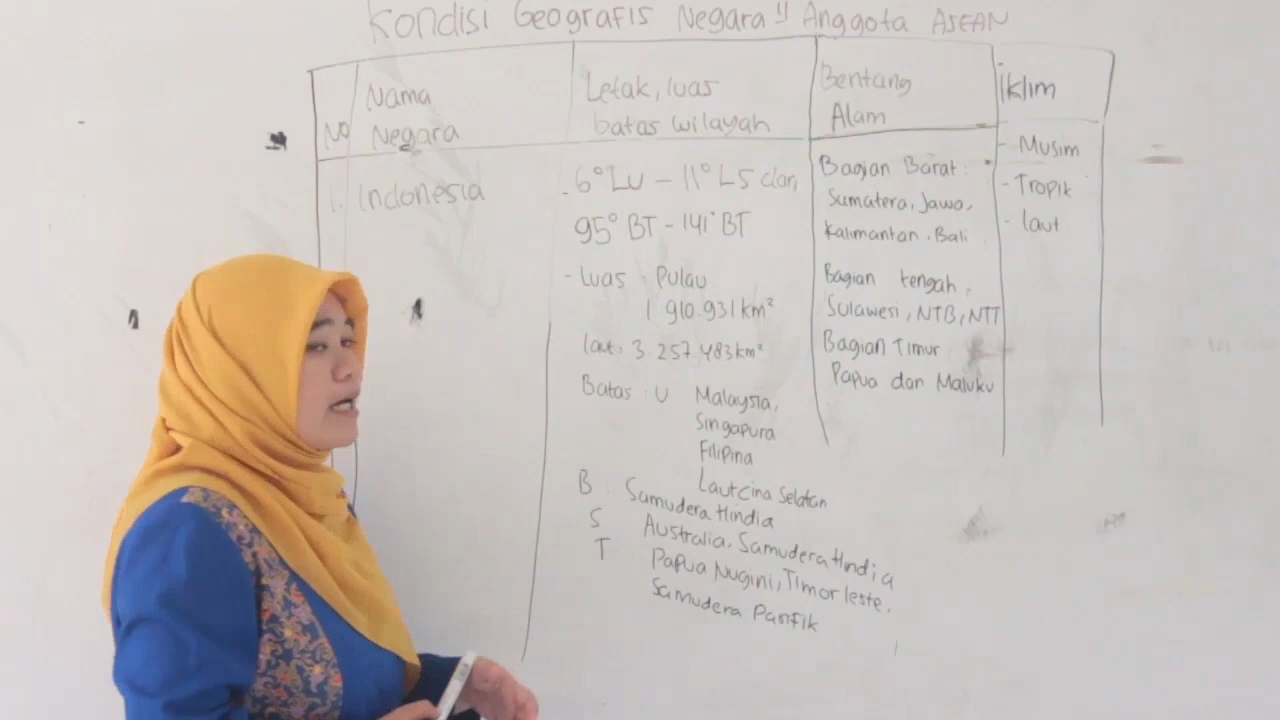 Kondisi Geografis Negara" Anggota ASEAN
No
Nama
Negara
Letak, luas
batas wilayah
Bentang
Alam
Iklim
1. Indonesia
- 6° LU - 11° LS dan
95° BT - 141° BT
- Luas - Pulau
1 910.931 km²
laut : 3.257.483 km²
Batas : U Malaysia,
Singapura
Filipina
Laut Cina Selatan
B : Samudera Hindia
S Australia, Samudera Hindia
T Papua Nugini, Timor leste,
Samudera Pasifik
Bagian Barat :
Sumatera, Jawa,
Kalimantan, Bali
Bagian tengah :
Sulawesi, NTB, NTT
Bagian Timur
Papua dan Maluku
- Musim
- Tropik
- laut